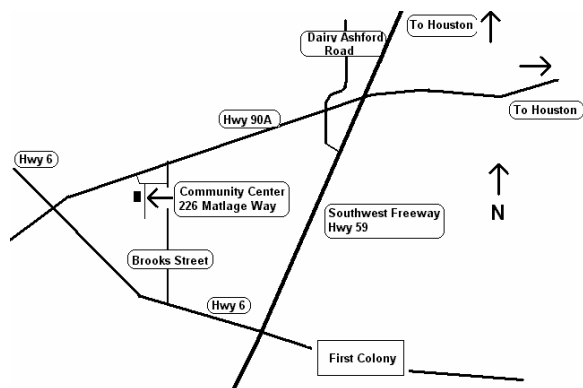 Dairy Ashford
Road
To Houston
To Houston
Hwy 90A
Hwy 6
Community Center
226 Matlage Way
N
Southwest Freeway
Hwy 59
Brooks Street
Hwy 6
First Colony